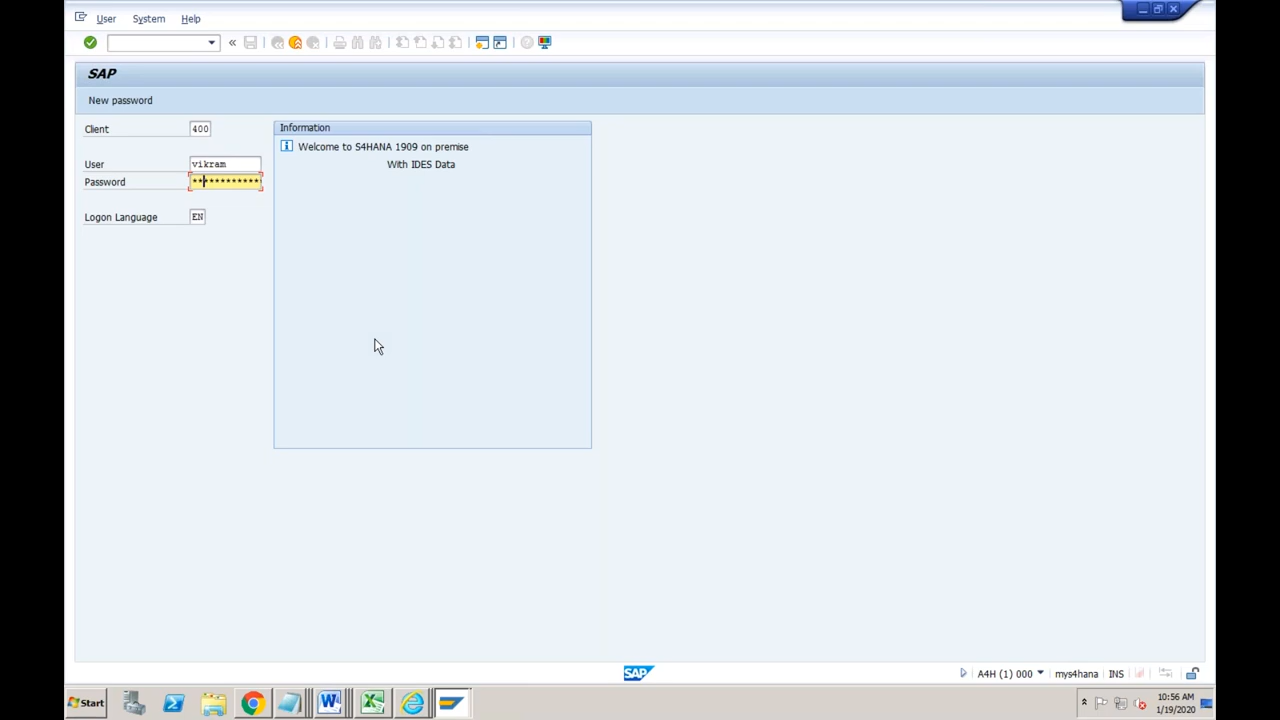 User System Help
SAP
New password
Client 400
Information
Welcome to S4HANA 1909 on premise
With IDES Data
User vikram
Password ************
Logon Language EN
SAP
A4H (1) 000 mys4hana INS
Start
10:56 AM
1/19/2020